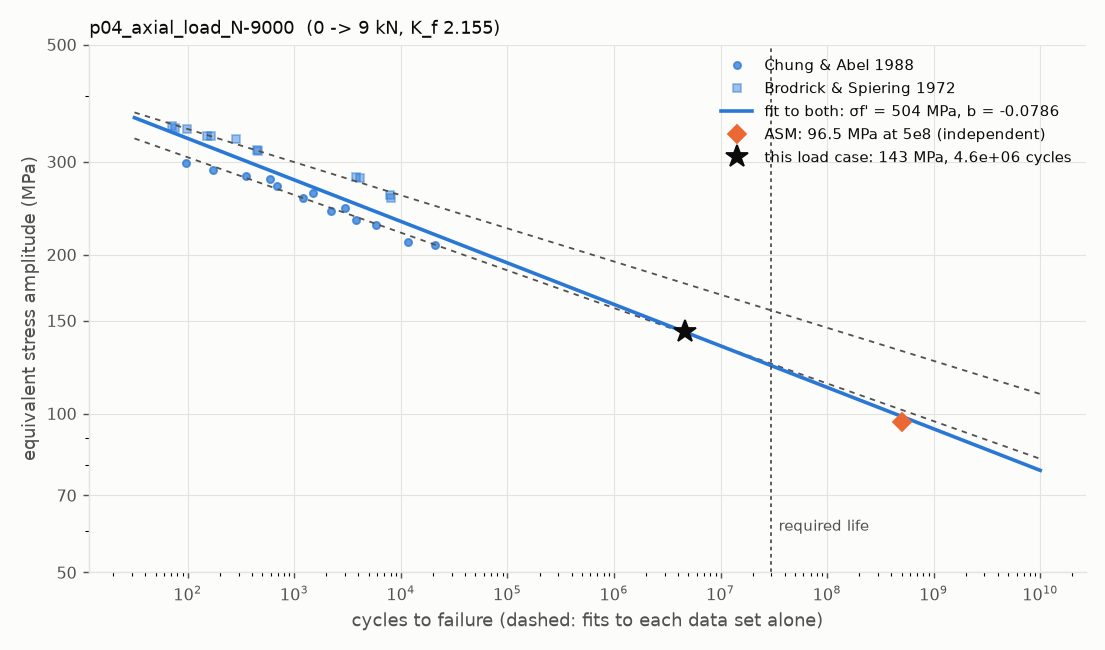 p04_axial_load_N-9000  (0 -> 9 kN, K_f 2.155)
Chung & Abel 1988
Brodrick & Spiering 1972
fit to both: σf' = 504 MPa, b = -0.0786
ASM: 96.5 MPa at 5e8 (independent)
this load case: 143 MPa, 4.6e+06 cycles
equivalent stress amplitude (MPa)
500
300
200
150
100
70
50
required life
10² 10³ 10⁴ 10⁵ 10⁶ 10⁷ 10⁸ 10⁹ 10¹⁰
cycles to failure (dashed: fits to each data set alone)